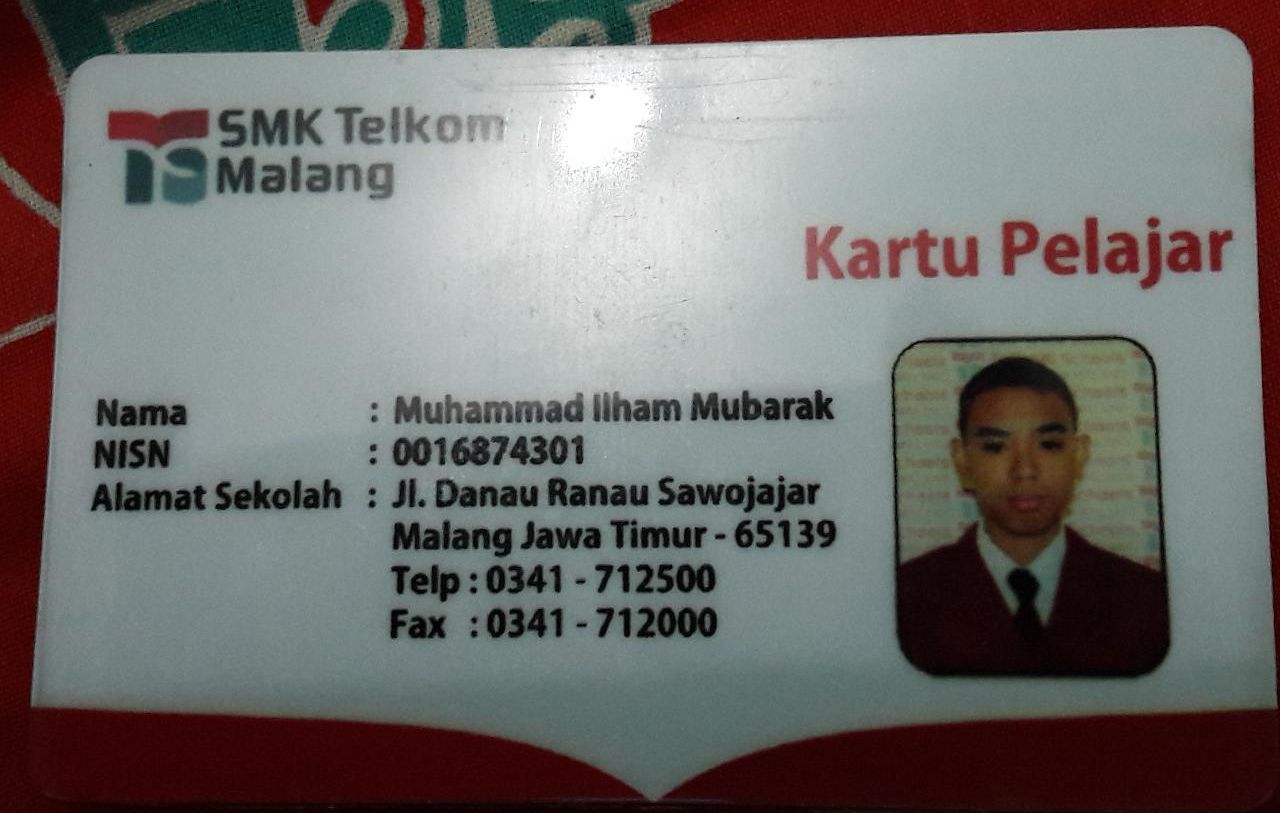 SMK Telkom
Malang
Kartu Pelajar
Nama : Muhammad Ilham Mubarak
NISN : 0016874301
Alamat Sekolah : Jl. Danau Ranau Sawojajar
Malang Jawa Timur - 65139
Telp : 0341 - 712500
Fax : 0341 - 712000